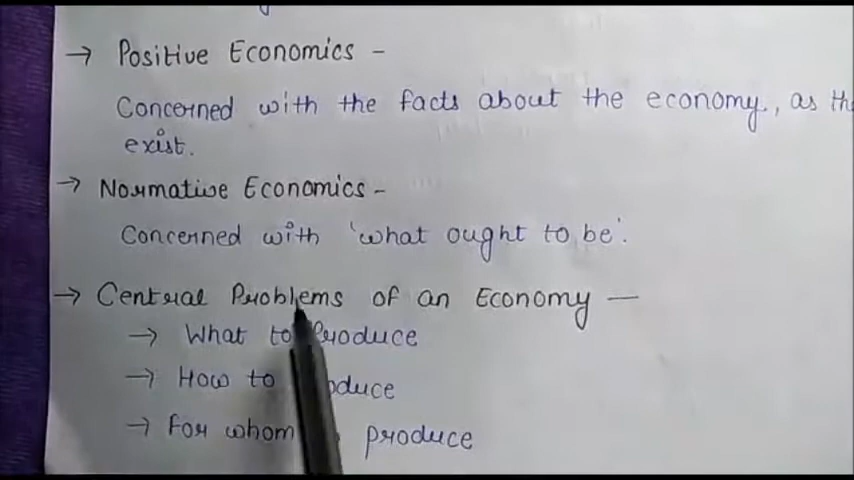 → Positive Economics -
Concerned with the facts about the economy, as
exist.
→ Normative Economics -
Concerned with 'what ought to be'.
→ Central Problems of an Economy —
→ What to Produce
→ How to
→ For whom produce